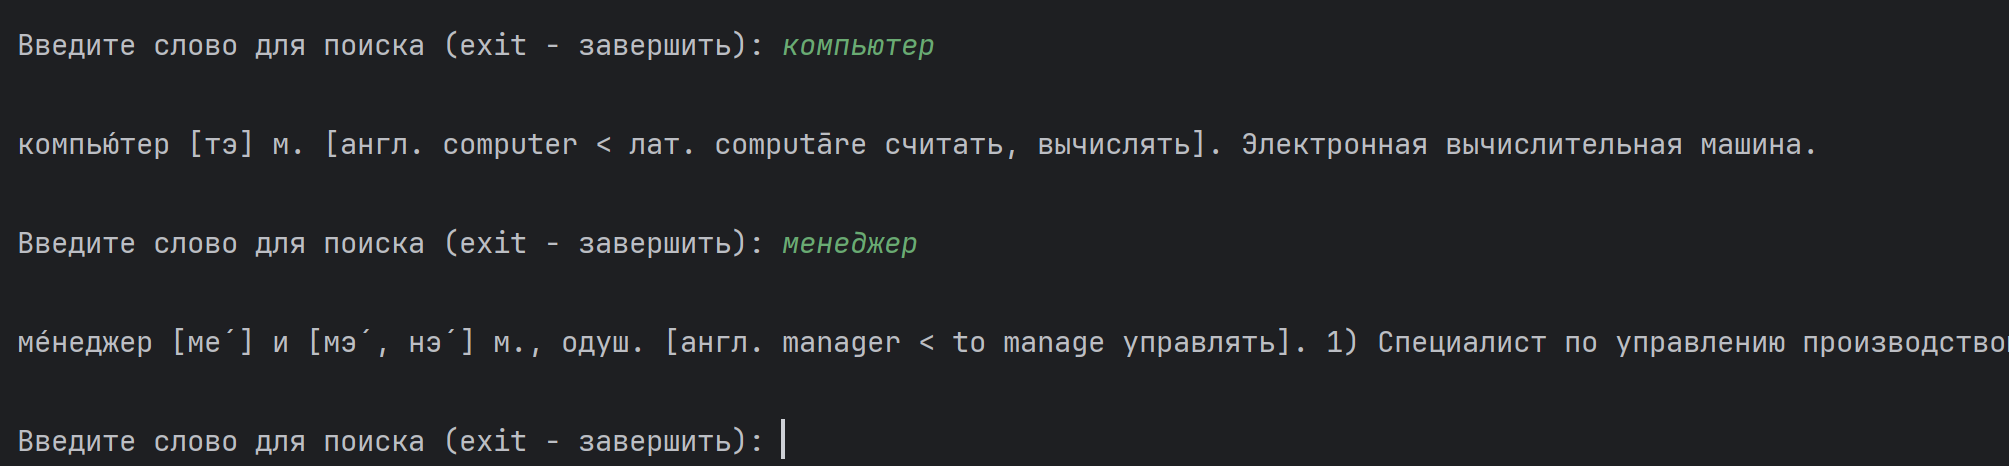 Введите слово для поиска (exit - завершить): компьютер
компью́тер [тэ] м. [англ. computer < лат. computāre считать, вычислять]. Электронная вычислительная машина.
Введите слово для поиска (exit - завершить): менеджер
ме́неджер [ме´] и [мэ´, нэ´] м., одуш. [англ. manager < to manage управлять]. 1) Специалист по управлению
Введите слово для поиска (exit - завершить):